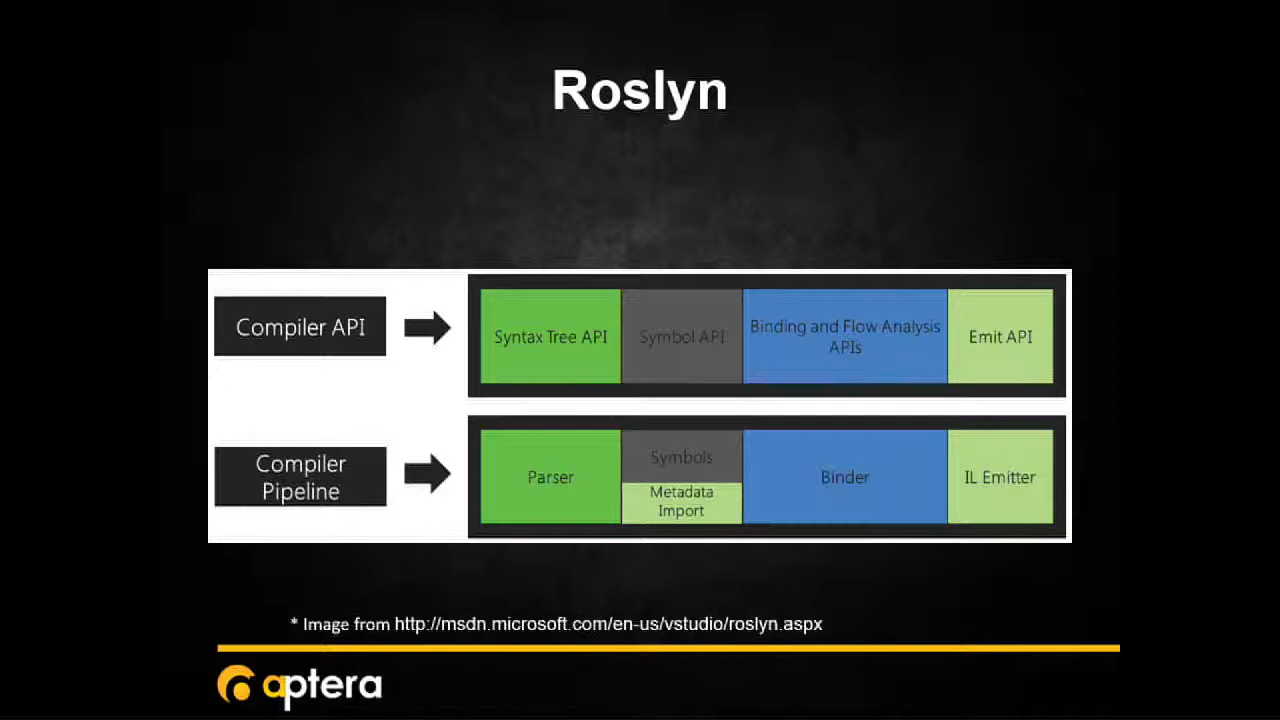 Roslyn
Compiler API
Syntax Tree API
Symbol API
Binding and Flow Analysis
APIs
Emit API
Compiler
Pipeline
Parser
Symbols
Metadata
Import
Binder
IL Emitter
* Image from http://msdn.microsoft.com/en-us/vstudio/roslyn.aspx
aptera